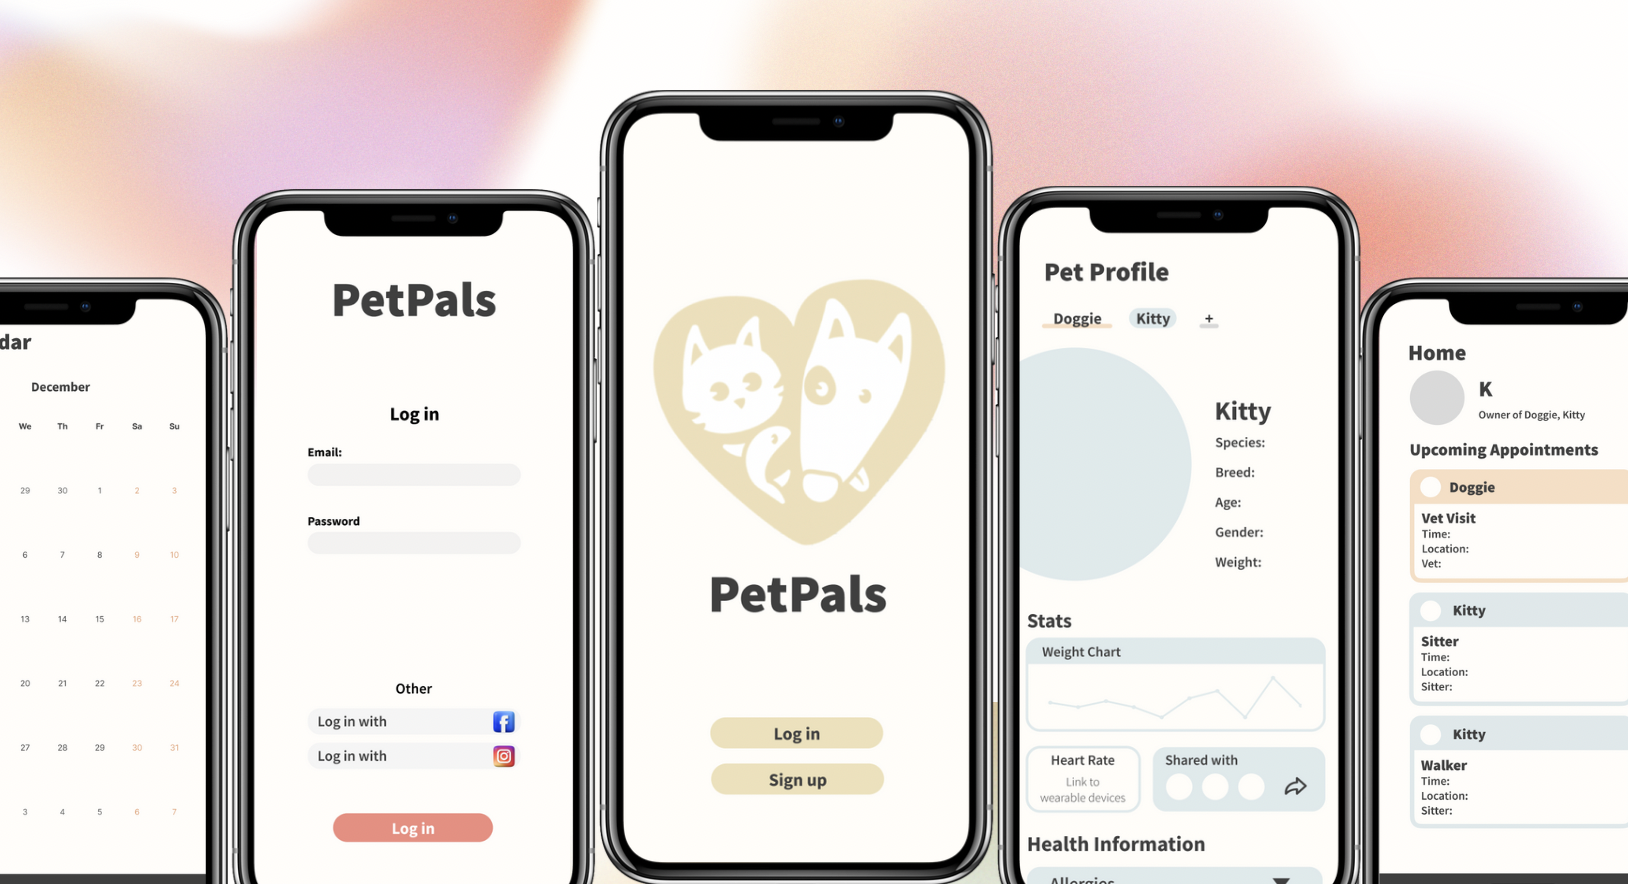 dar
December
We Th Fr Sa Su
29 30 1 2 3
6 7 8 9 10
13 14 15 16 17
20 21 22 23 24
27 28 29 30 31
3 4 5 6 7
PetPals
Log in
Email:
Password
Other
Log in with
Log in with
Log in
PetPals
Log in
Sign up
Pet Profile
Doggie Kitty +
Kitty
Species:
Breed:
Age:
Gender:
Weight:
Stats
Weight Chart
Heart Rate
Link to
wearable devices
Shared with
Health Information
Allergies
Home
K
Owner of Doggie, Kitty
Upcoming Appointments
Doggie
Vet Visit
Time:
Location:
Vet:
Kitty
Sitter
Time:
Location:
Sitter:
Kitty
Walker
Time:
Location:
Sitter: